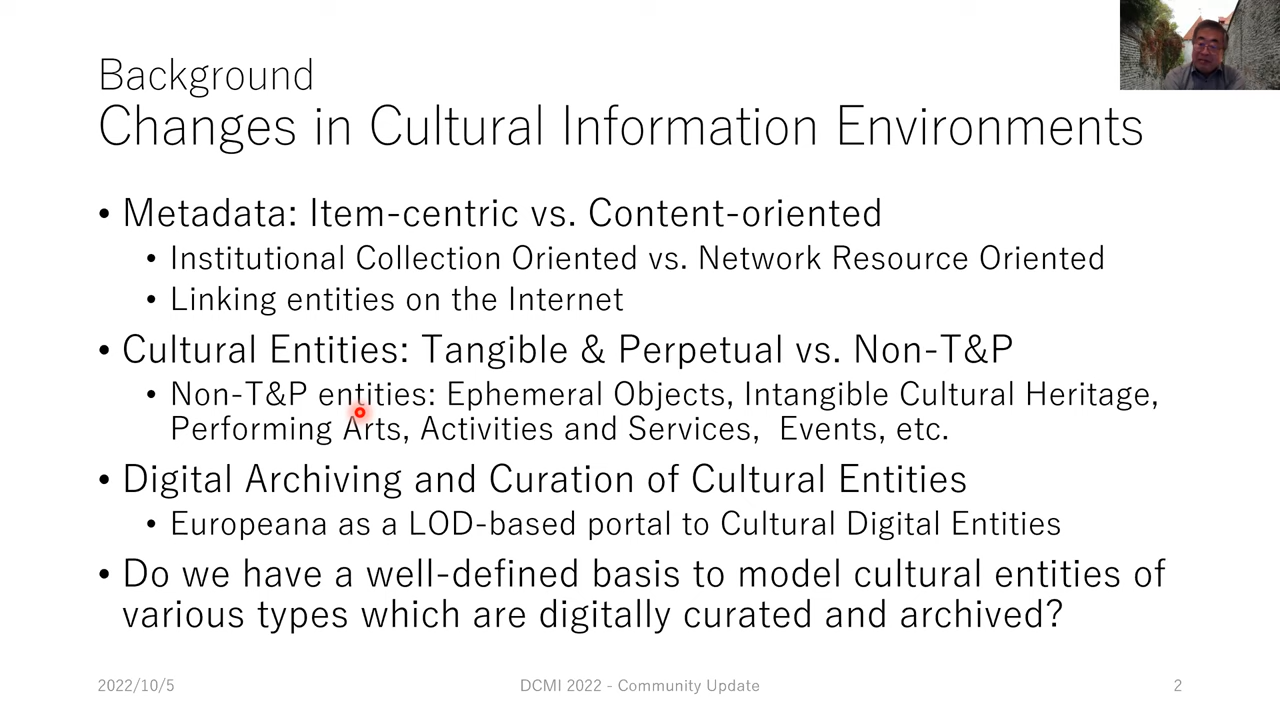 Background
Changes in Cultural Information Environments
• Metadata: Item-centric vs. Content-oriented
• Institutional Collection Oriented vs. Network Resource Oriented
• Linking entities on the Internet
• Cultural Entities: Tangible & Perpetual vs. Non-T&P
• Non-T&P entities: Ephemeral Objects, Intangible Cultural Heritage,
Performing Arts, Activities and Services,  Events, etc.
• Digital Archiving and Curation of Cultural Entities
• Europeana as a LOD-based portal to Cultural Digital Entities
• Do we have a well-defined basis to model cultural entities of
various types which are digitally curated and archived?
2022/10/5
DCMI 2022 - Community Update
2